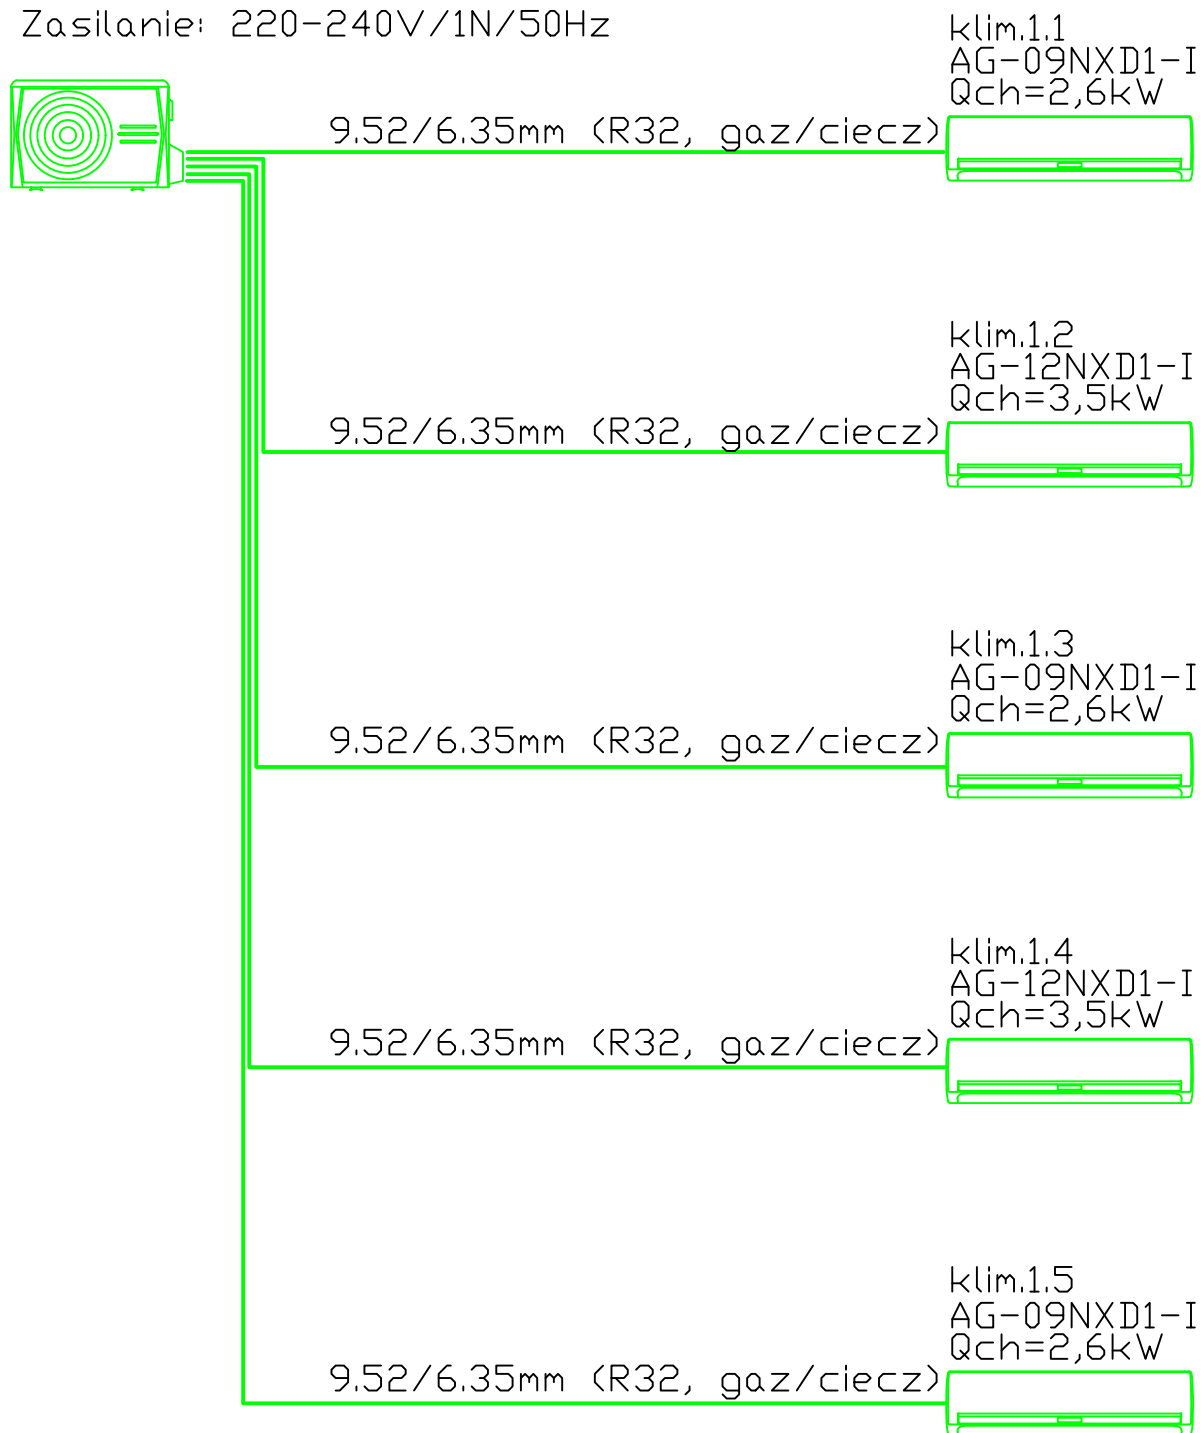 Zasilanie: 220-240V/1N/50Hz
klim.1.1
AG-09NXD1-I
Qch=2,6kW
9.52/6.35mm (R32, gaz/ciecz)
klim.1.2
AG-12NXD1-I
Qch=3,5kW
9.52/6.35mm (R32, gaz/ciecz)
klim.1.3
AG-09NXD1-I
Qch=2,6kW
9.52/6.35mm (R32, gaz/ciecz)
klim.1.4
AG-12NXD1-I
Qch=3,5kW
9.52/6.35mm (R32, gaz/ciecz)
klim.1.5
AG-09NXD1-I
Qch=2,6kW
9.52/6.35mm (R32, gaz/ciecz)